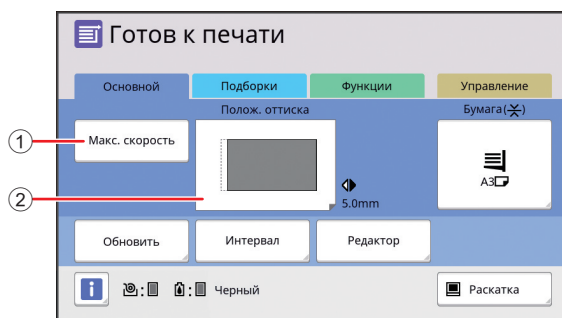 Готов к печати
Основной Подборки Функции Управление
Полож. оттиска Бумага(  )
1 Макс. скорость
A3
2
5.0mm
Обновить Интервал Редактор
i : : Черный Раскатка